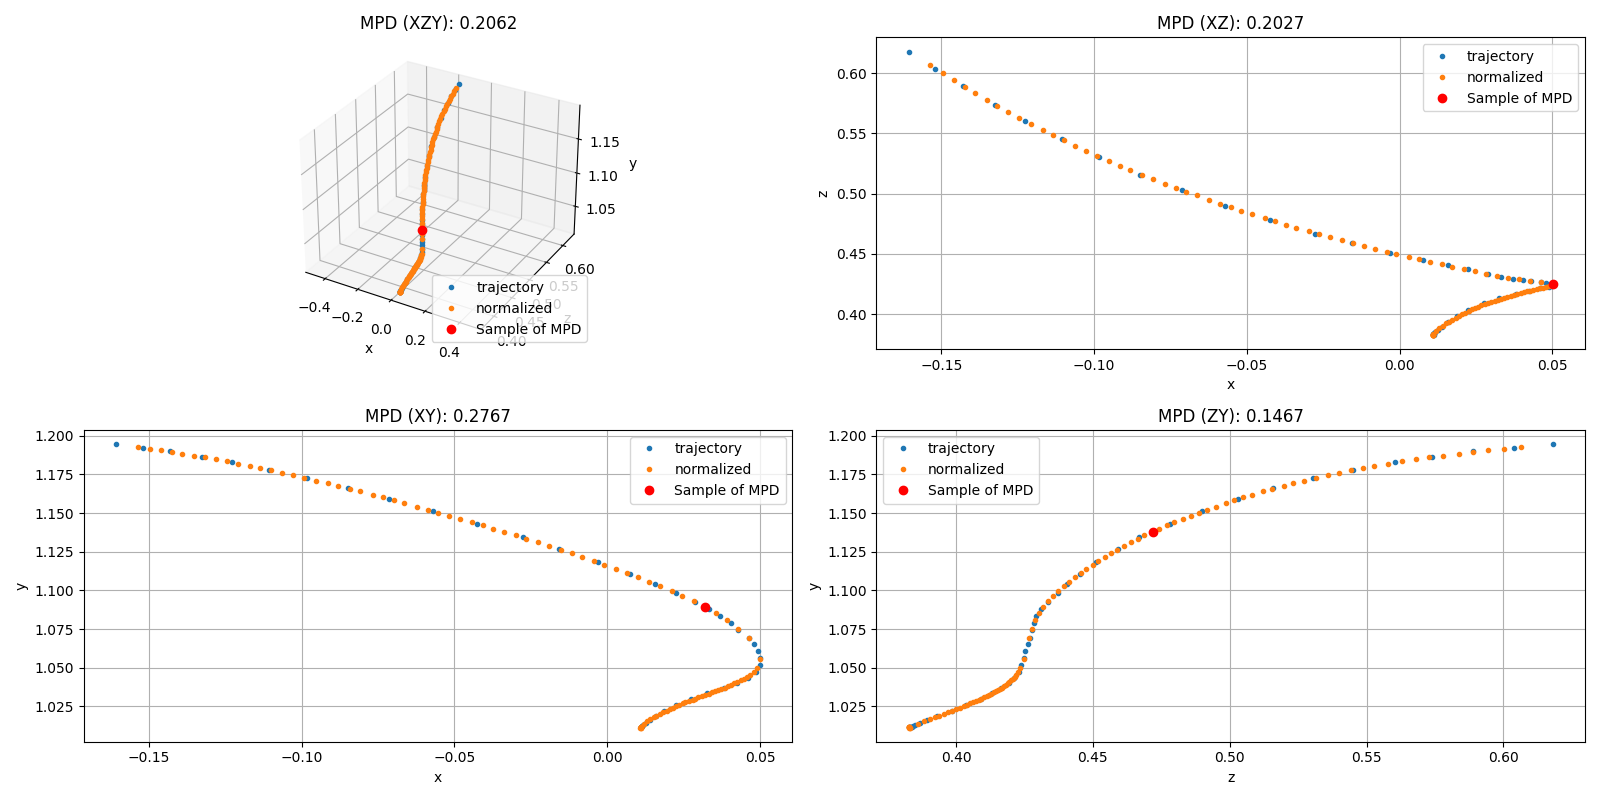 MPD (XZY): 0.2062
1.15
1.10
1.05
y
0.60
0.55
0.50
0.45
0.40
z
−0.4
−0.2
0.0
0.2
0.4
x
trajectory
normalized
Sample of MPD
MPD (XZ): 0.2027
0.60
0.55
0.50
0.45
0.40
z
−0.15
−0.10
−0.05
0.00
0.05
x
trajectory
normalized
Sample of MPD
MPD (XY): 0.2767
1.200
1.175
1.150
1.125
1.100
1.075
1.050
1.025
y
−0.15
−0.10
−0.05
0.00
0.05
x
trajectory
normalized
Sample of MPD
MPD (ZY): 0.1467
1.200
1.175
1.150
1.125
1.100
1.075
1.050
1.025
y
0.40
0.45
0.50
0.55
0.60
z
trajectory
normalized
Sample of MPD